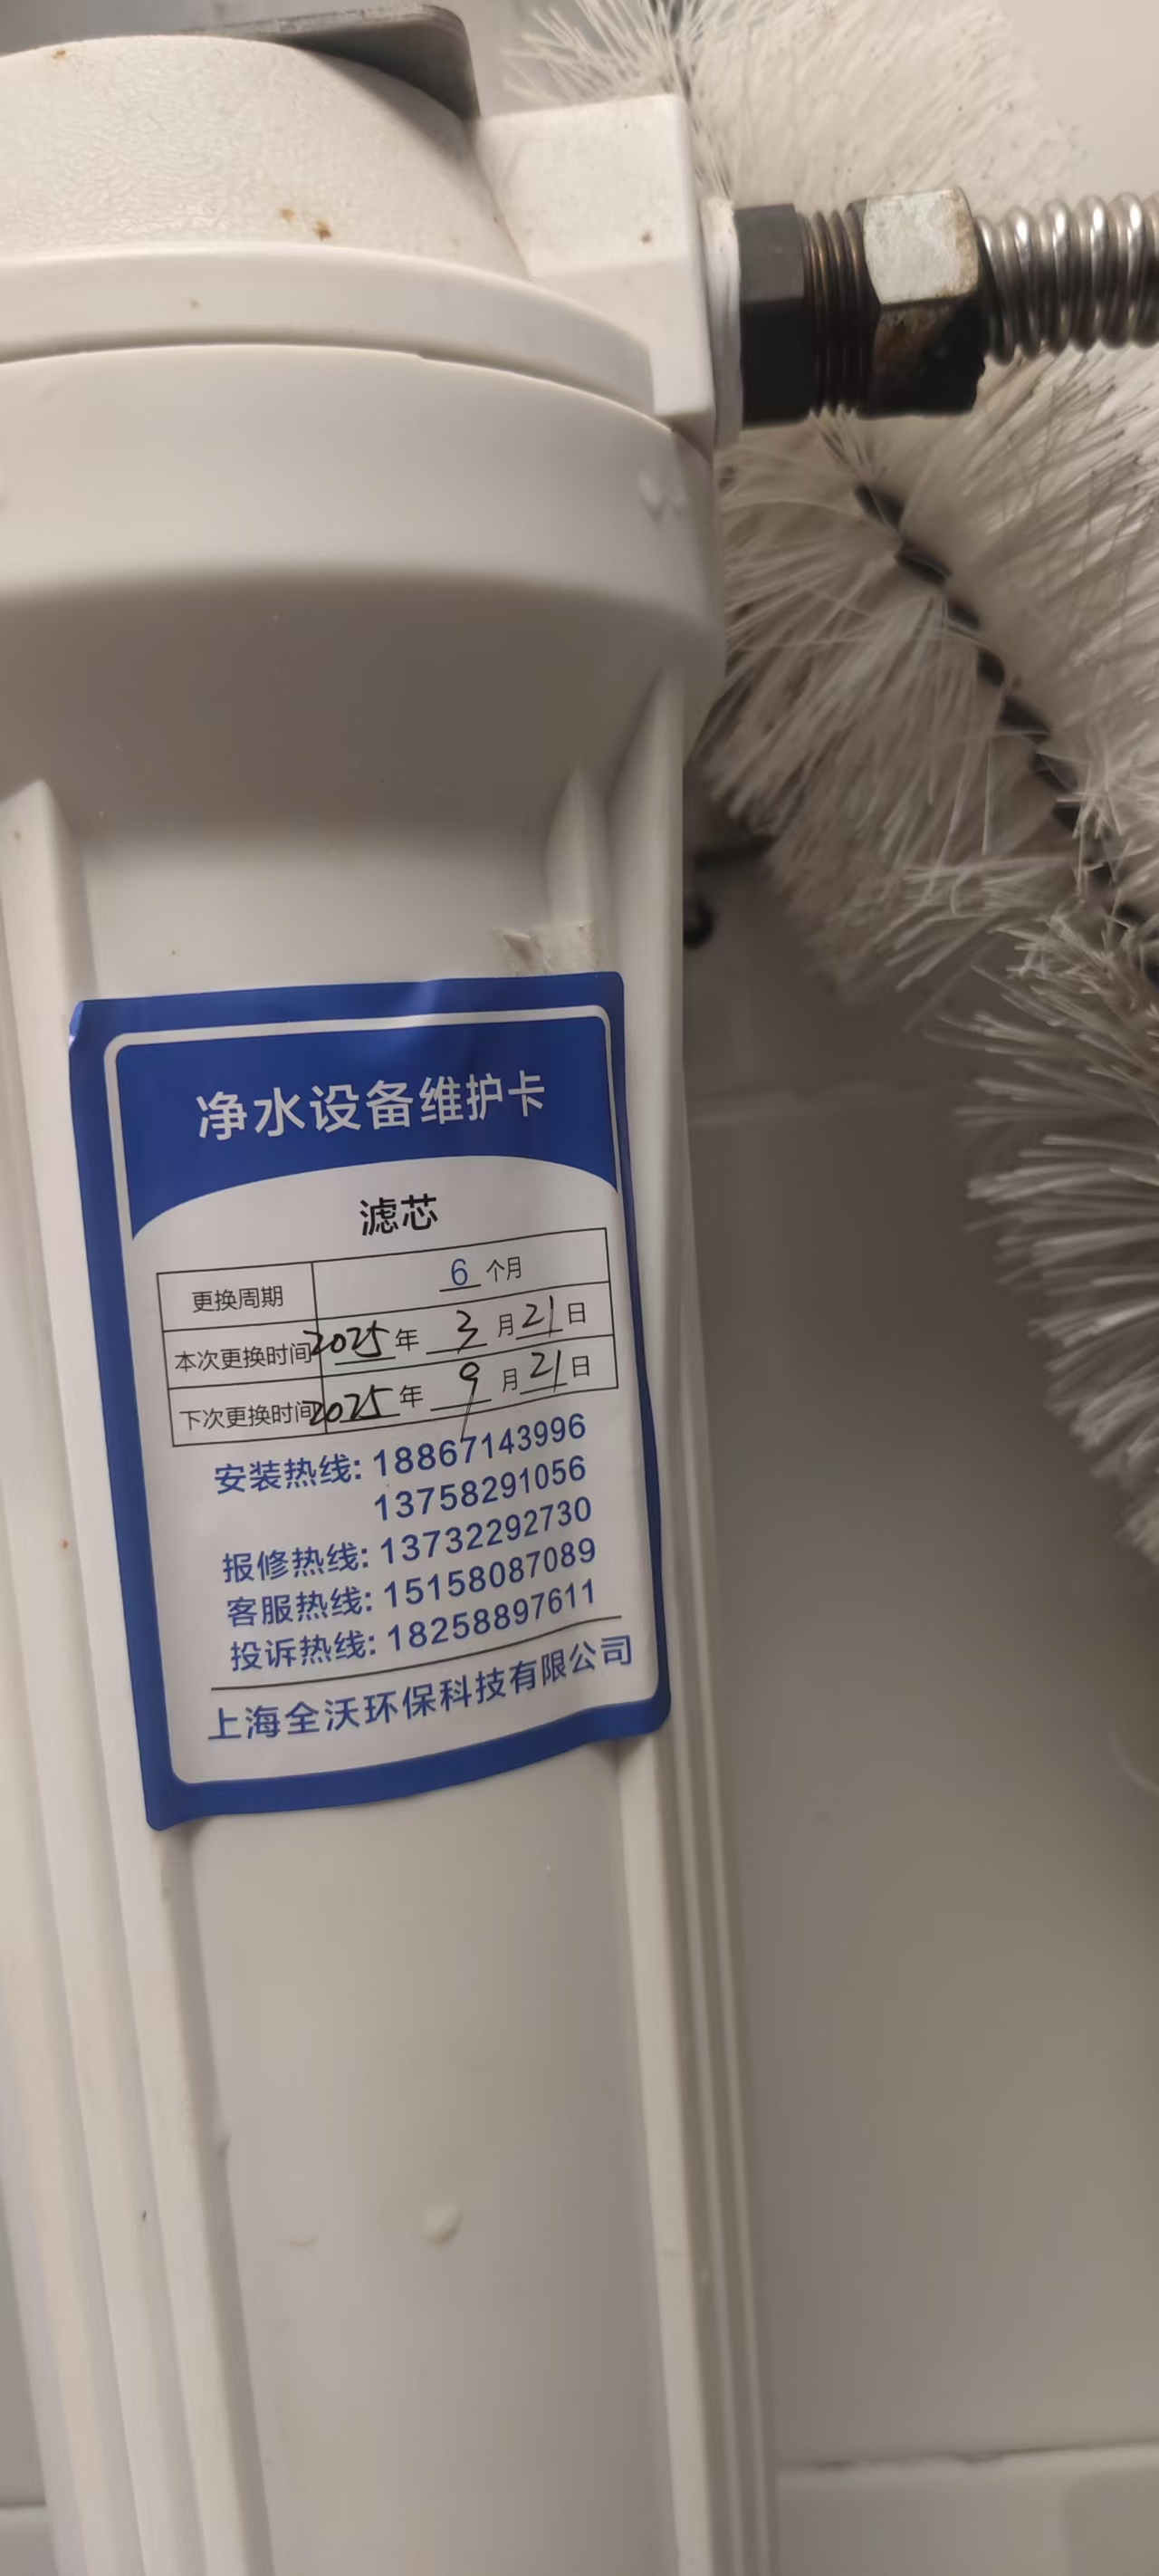 净水设备维护卡
滤芯
更换周期 6 个月
本次更换时间 2025 年 3 月 21 日
下次更换时间 2025 年 9 月 21 日
安装热线: 18867143996
13758291056
报修热线: 13732292730
客服热线: 15158087089
投诉热线: 18258897611
上海全沃环保科技有限公司